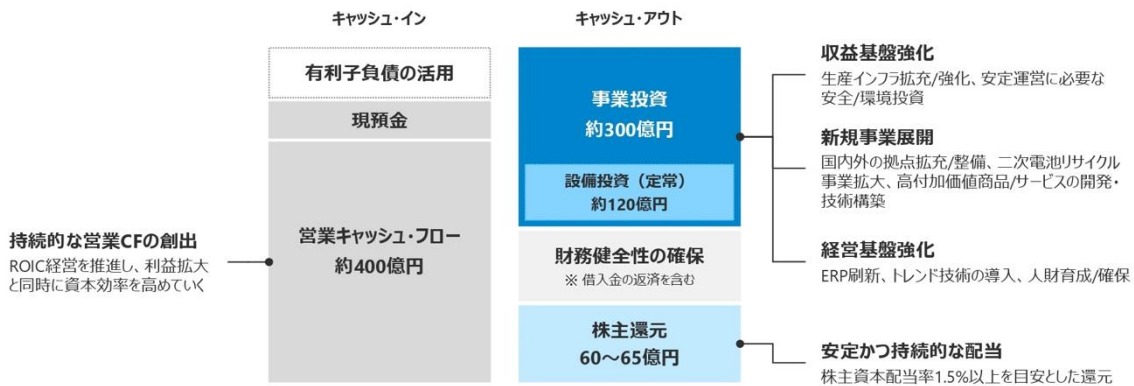 キャッシュ・イン
有利子負債の活用
現預金
営業キャッシュ・フロー
約400億円
持続的な営業CFの創出
ROIC経営を推進し、利益拡大
と同時に資本効率を高めていく
キャッシュ・アウト
事業投資
約300億円
設備投資（定常）
約120億円
財務健全性の確保
※ 借入金の返済を含む
株主還元
60～65億円
収益基盤強化
生産インフラ拡充/強化、安定運営に必要な
安全/環境投資
新規事業展開
国内外の拠点拡充/整備、二次電池リサイクル
事業拡大、高付加価値商品/サービスの開発・
技術構築
経営基盤強化
ERP刷新、トレンド技術の導入、人財育成/確保
安定かつ持続的な配当
株主資本配当率1.5%以上を目安とした還元